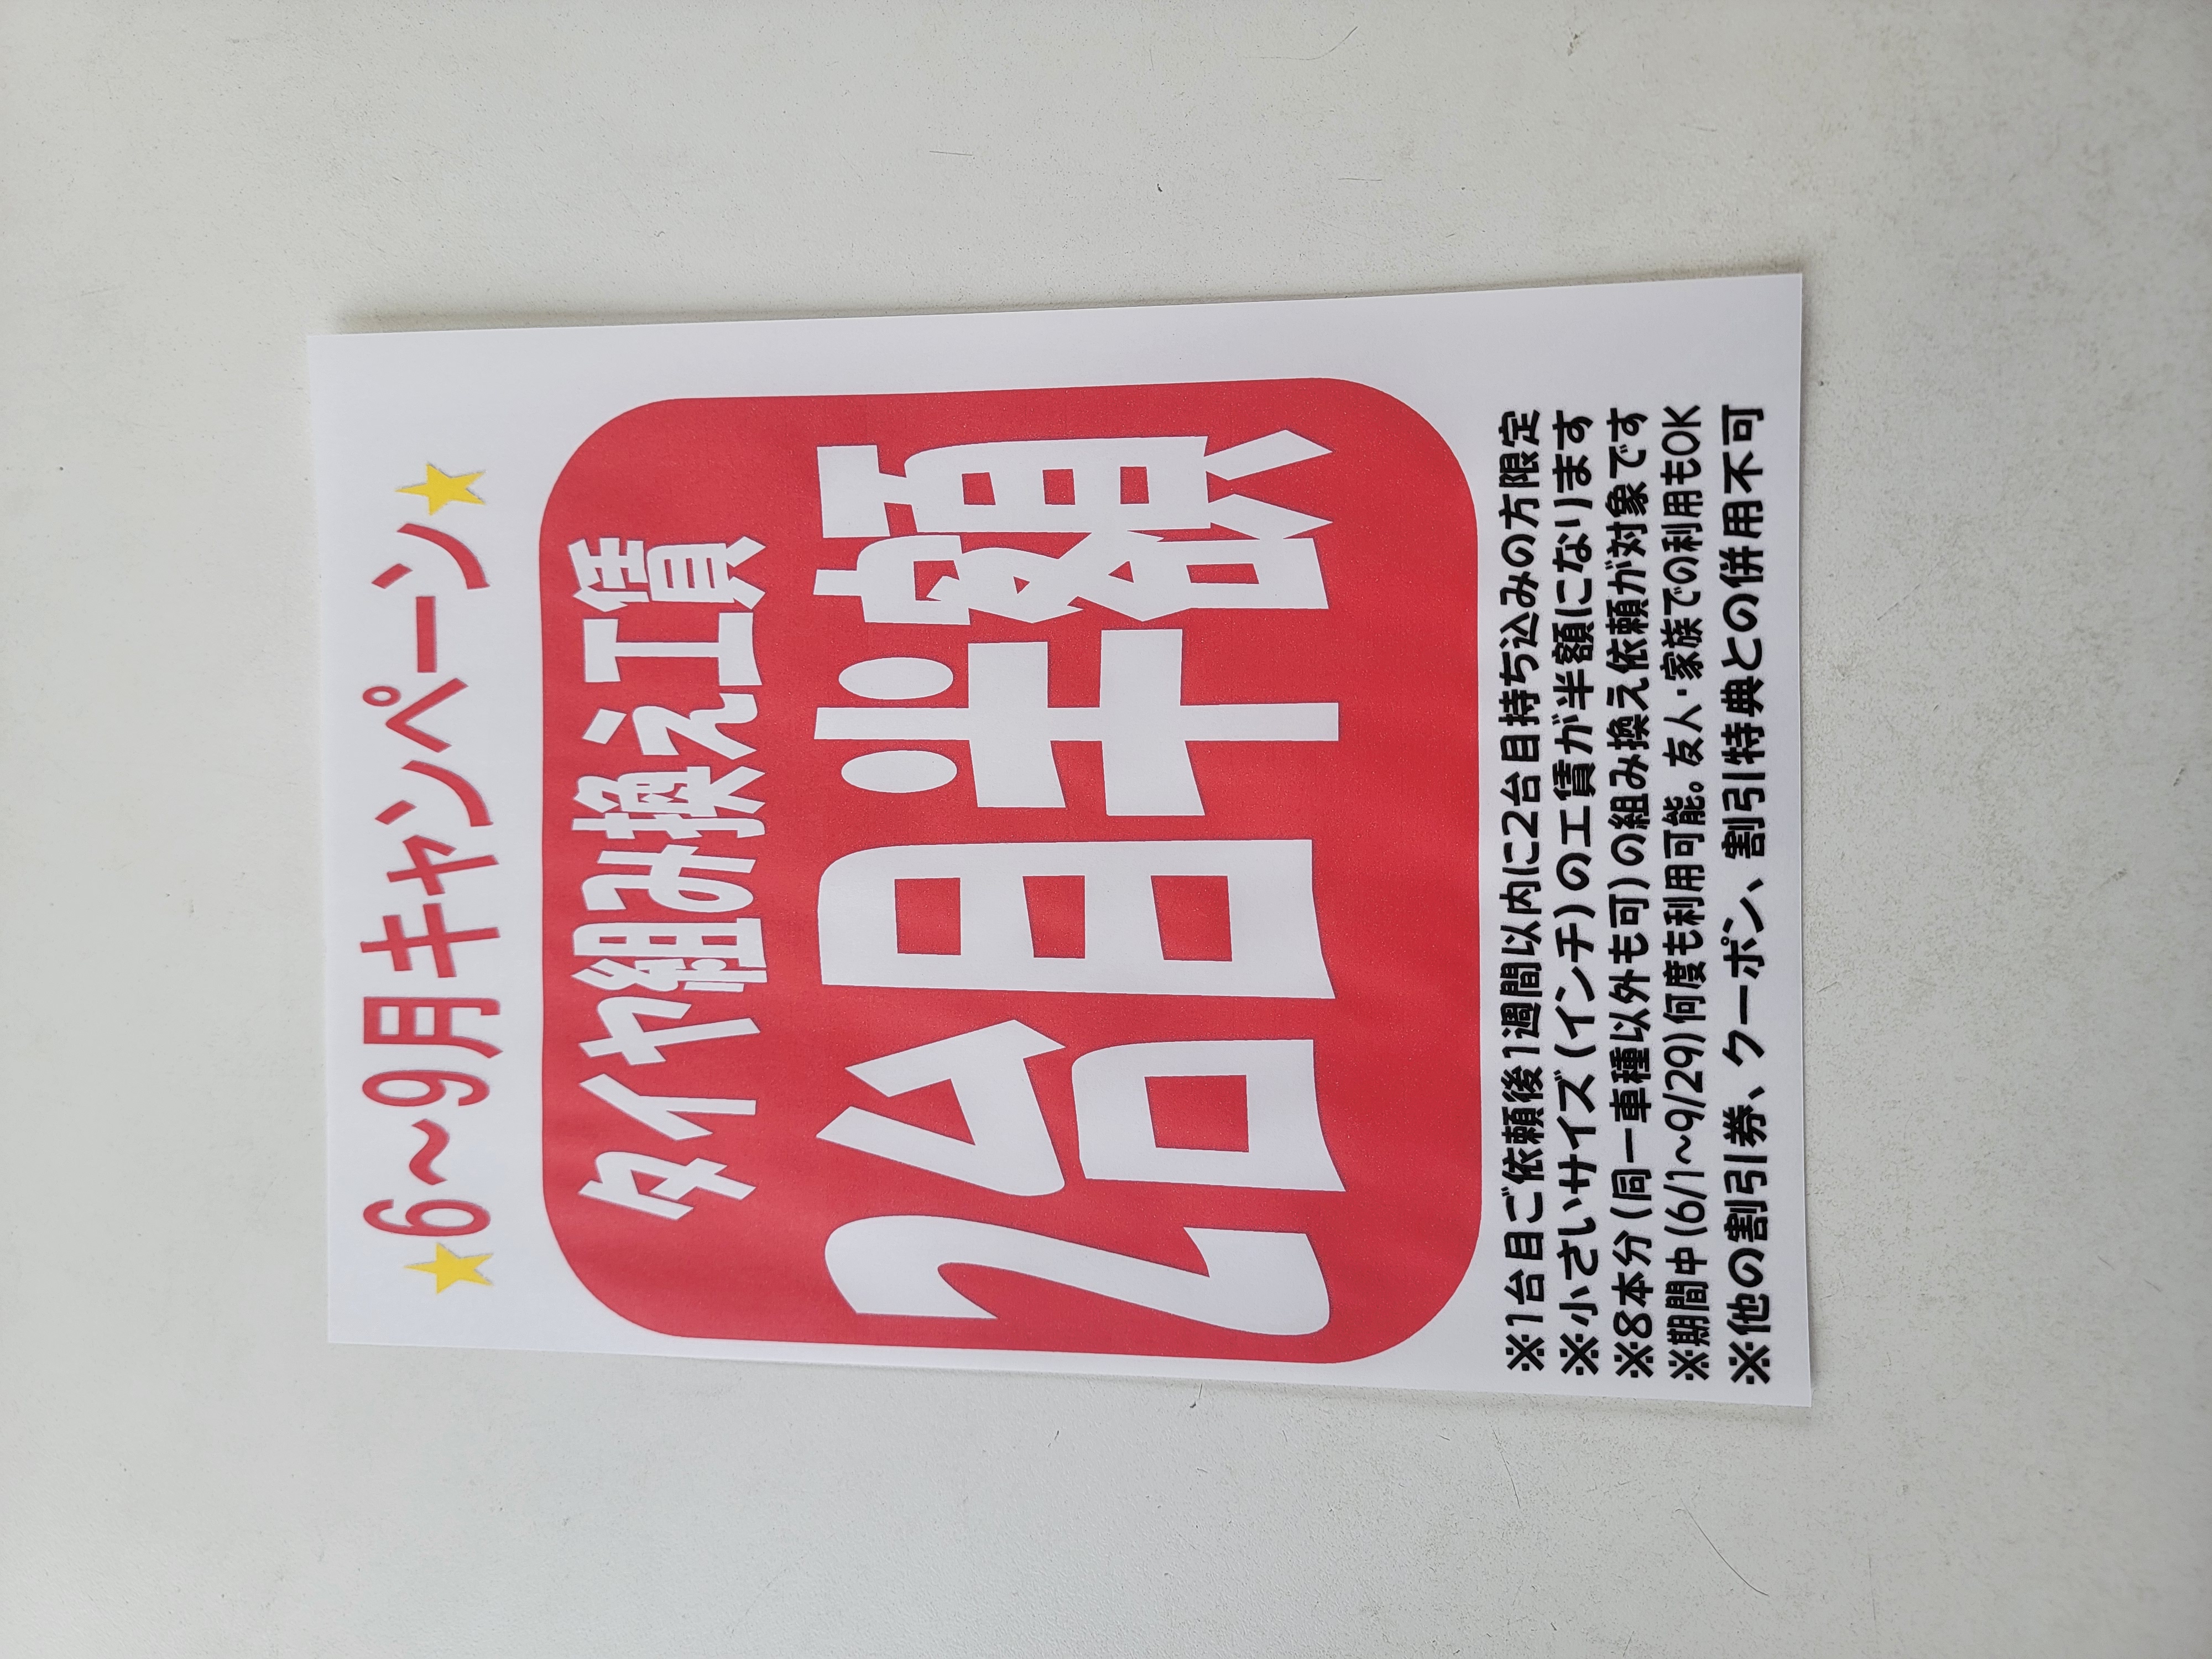 ★6～9月キャンペーン★
タイヤ組み換え工賃
2台目半額
※1台目ご依頼後1週間以内に2台目持ち込みの方限定
※小さいサイズ(インチ)の工賃が半額になります
※8本分(同一車種以外も可)の組み換え依頼が対象です
※期間中(6/1～9/29)何度も利用可能。友人・家族での利用もOK
※他の割引券、クーポン、割引特典との併用不可